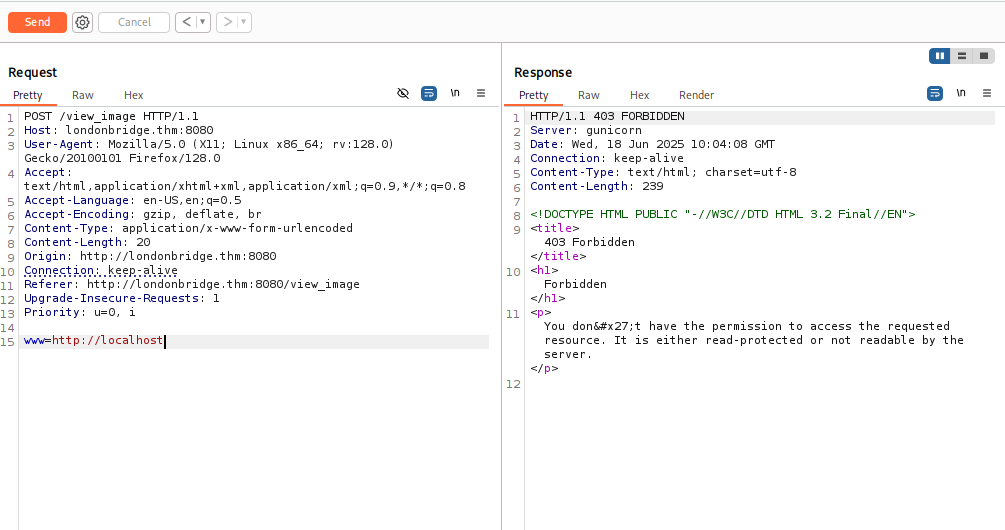 Send
Cancel
< ▾
> ▾
Request
Pretty
Raw
Hex
\n
1 POST /view_image HTTP/1.1
2 Host: londonbridge.thm:8080
3 User-Agent: Mozilla/5.0 (X11; Linux x86_64; rv:128.0)
Gecko/20100101 Firefox/128.0
4 Accept:
text/html,application/xhtml+xml,application/xml;q=0.9,*/*;q=0.8
5 Accept-Language: en-US,en;q=0.5
6 Accept-Encoding: gzip, deflate, br
7 Content-Type: application/x-www-form-urlencoded
8 Content-Length: 20
9 Origin: http://londonbridge.thm:8080
10 Connection: keep-alive
11 Referer: http://londonbridge.thm:8080/view_image
12 Upgrade-Insecure-Requests: 1
13 Priority: u=0, i
14
15 www=http://localhost
Response
Pretty
Raw
Hex
Render
\n
1 HTTP/1.1 403 FORBIDDEN
2 Server: gunicorn
3 Date: Wed, 18 Jun 2025 10:04:08 GMT
4 Connection: keep-alive
5 Content-Type: text/html; charset=utf-8
6 Content-Length: 239
7
8 <!DOCTYPE HTML PUBLIC "-//W3C//DTD HTML 3.2 Final//EN">
9 <title>
403 Forbidden
</title>
10 <h1>
Forbidden
</h1>
11 <p>
You don&#x27;t have the permission to access the requested
resource. It is either read-protected or not readable by the
server.
</p>
12